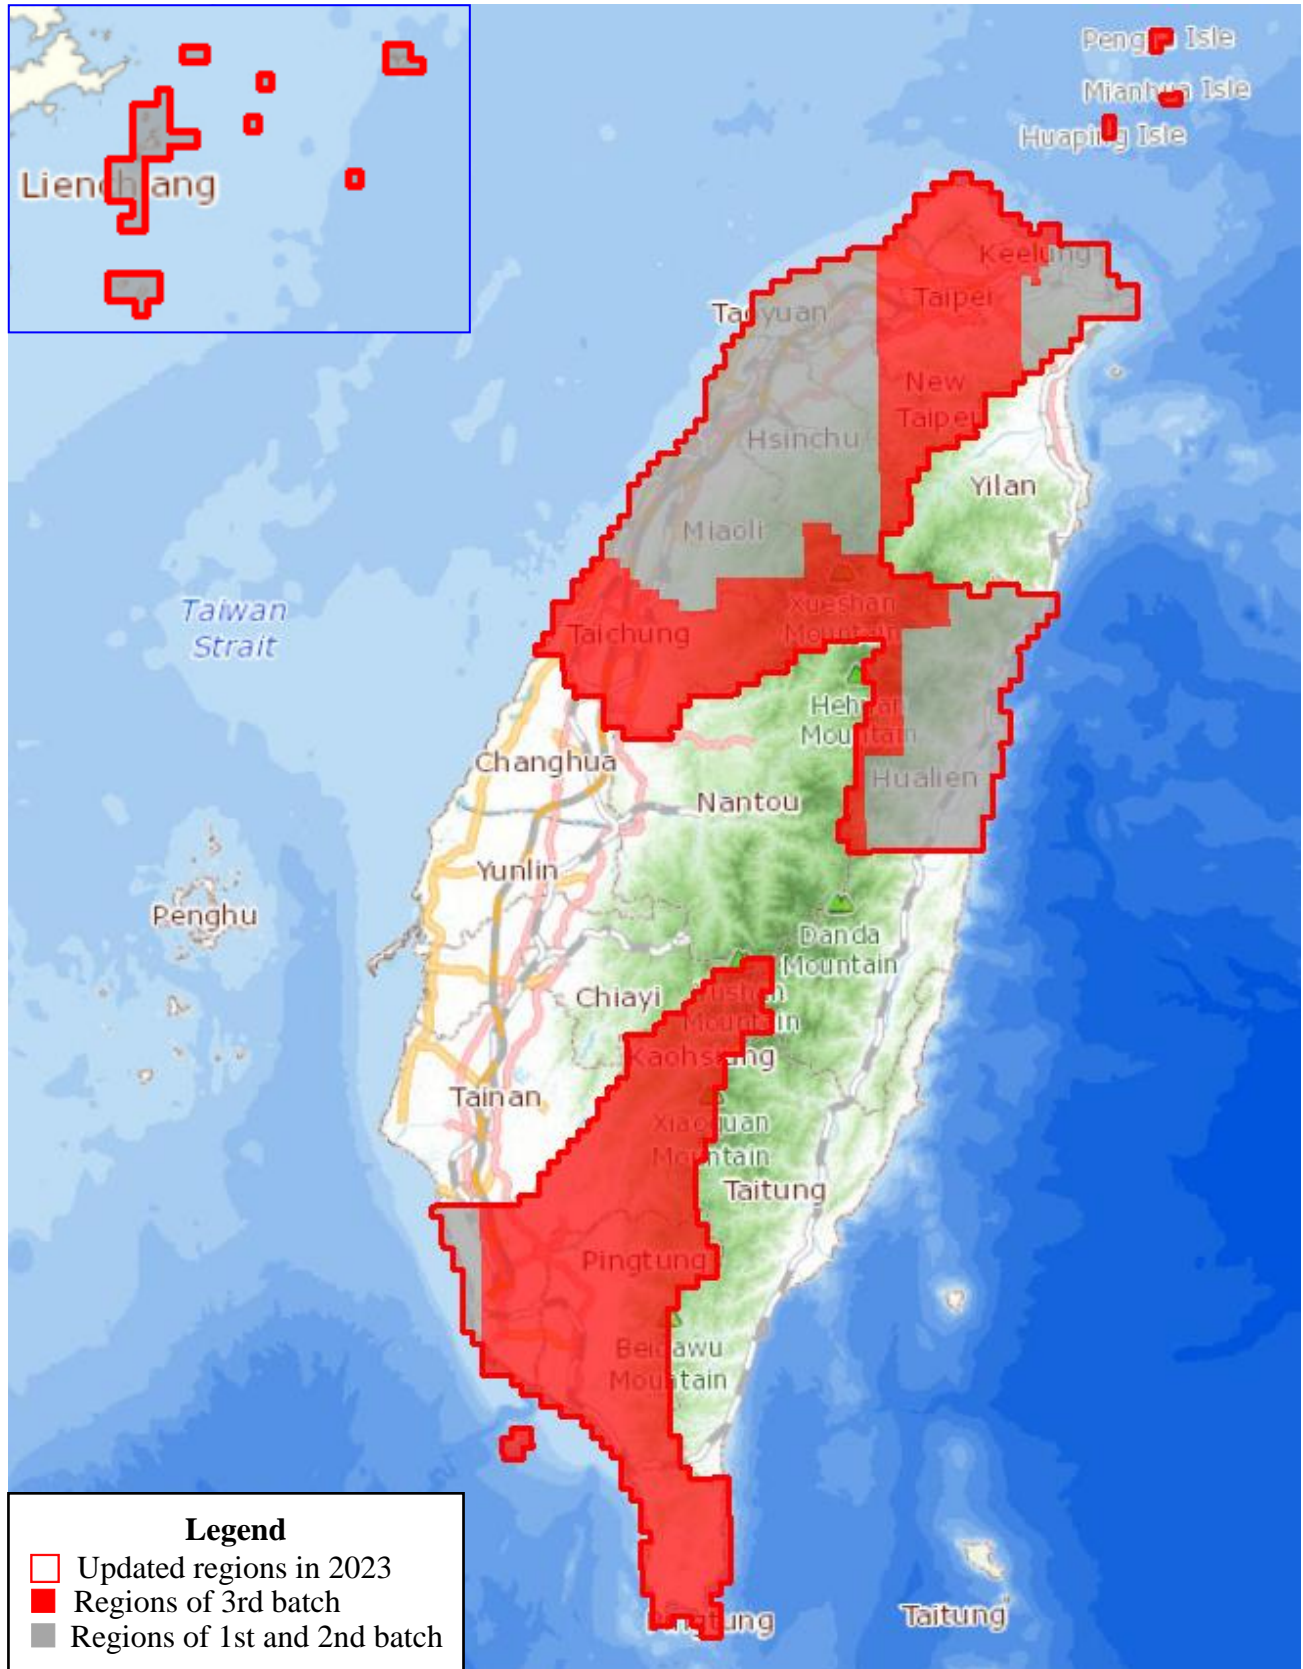 Pengjia Isle
Mianhua Isle
Huaping Isle
Lienchiang
Keelung
Taoyuan
Taipei
New
Taipei
Hsinchu
Yilan
Miaoli
Taiwan
Strait
Xueshan
Mountain
Taichung
Hehuan
Mountain
Changhua
Hualien
Nantou
Yunlin
Penghu
Danda
Mountain
Chiayi
Yushan
Mountain
Kaohsiung
Tainan
Xiaoguan
Mountain
Taitung
Pingtung
Beidawu
Mountain
Legend
Updated regions in 2023
Regions of 3rd batch
Regions of 1st and 2nd batch
Pingtung
Taitung